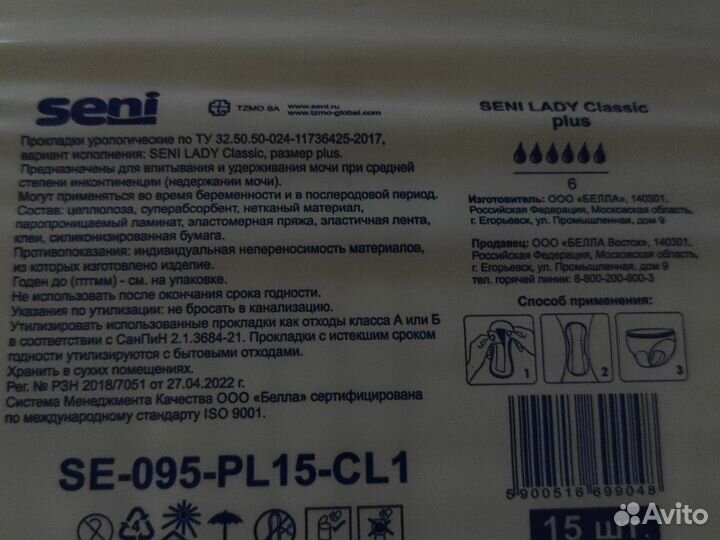 seni
TZMO SA
www.seni.ru
www.tzmo-global.com
Прокладки урологические по ТУ 32.50.50-024-11736425-2017,
вариант исполнения: SENI LADY Classic, размер plus.
Предназначены для впитывания и удерживания мочи при средней
степени инконтиненции (недержании мочи).
Могут применяться во время беременности и в послеродовой период.
Состав: целлюлоза, суперабсорбент, нетканый материал,
паропроницаемый ламинат, эластомерная пряжа, эластичная лента,
клеи, силиконизированная бумага.
Противопоказания: индивидуальная непереносимость материалов,
из которых изготовлено изделие.
Годен до (ггггмм) - см. на упаковке.
Не использовать после окончания срока годности.
Указания по утилизации: не бросать в канализацию.
Утилизировать использованные прокладки как отходы класса А или Б
в соответствии с СанПиН 2.1.3684-21. Прокладки с истекшим сроком
годности утилизируются с бытовыми отходами.
Хранить в сухих помещениях.
Рег. № РЗН 2018/7051 от 27.04.2022 г.
Система Менеджмента Качества ООО «Белла» сертифицирована
по международному стандарту ISO 9001.
SE-095-PL15-CL1
4
SENI LADY Classic
plus
6
Изготовитель: ООО «БЕЛЛА», 140301,
Российская Федерация, Московская область,
г. Егорьевск, ул. Промышленная, дом 9
Продавец: ООО «БЕЛЛА Восток», 140301,
Российская Федерация, Московская область,
г. Егорьевск, ул. Промышленная, дом 9
тел. горячей линии: 8-800-200-800-3
Способ применения:
1
2
3
5 900516 699048
15 шт.
Avito